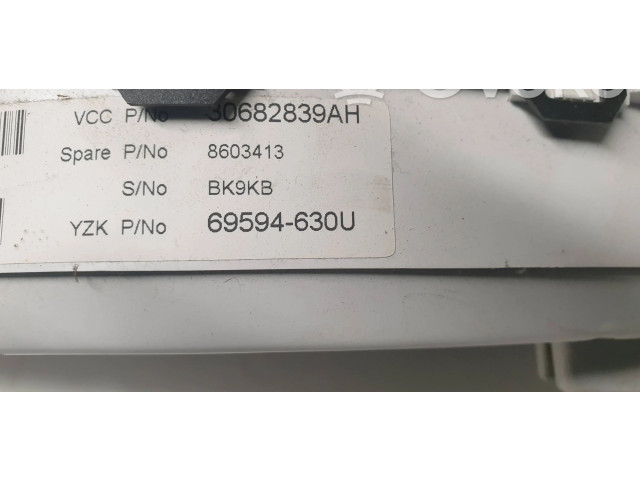 VCC P/No 30682839AH
Spare P/No 8603413
S/No BK9KB
YZK P/No 69594-630U